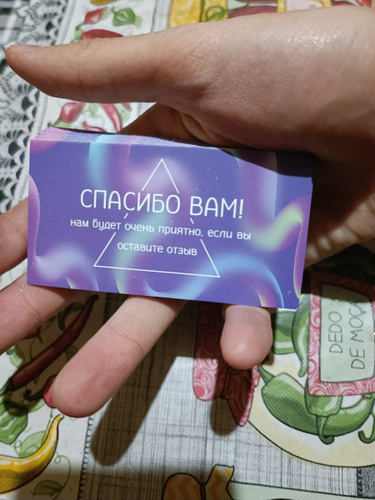 СПАСИБО ВАМ!
нам будет очень приятно, если вы
оставите отзыв
DEDO
DE MOÇ